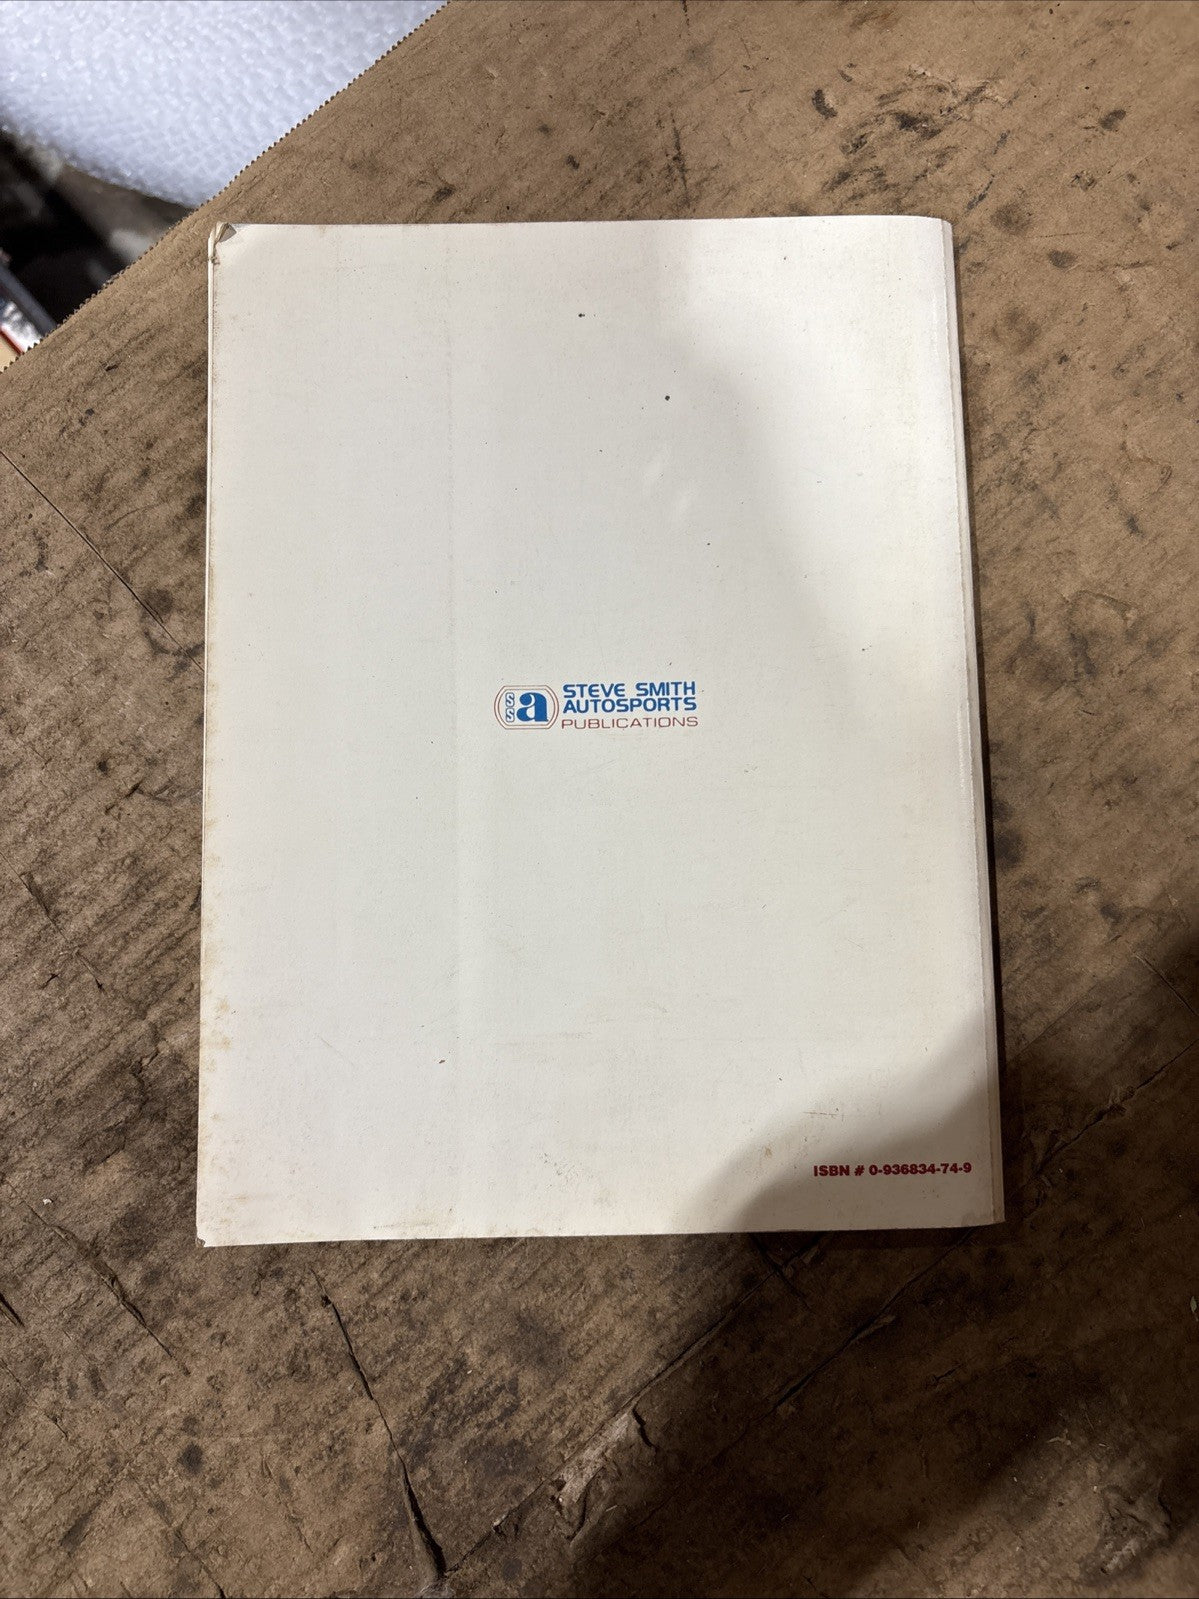 SSa
STEVE SMITH
AUTOSPORTS
PUBLICATIONS
ISBN # 0-936834-74-9